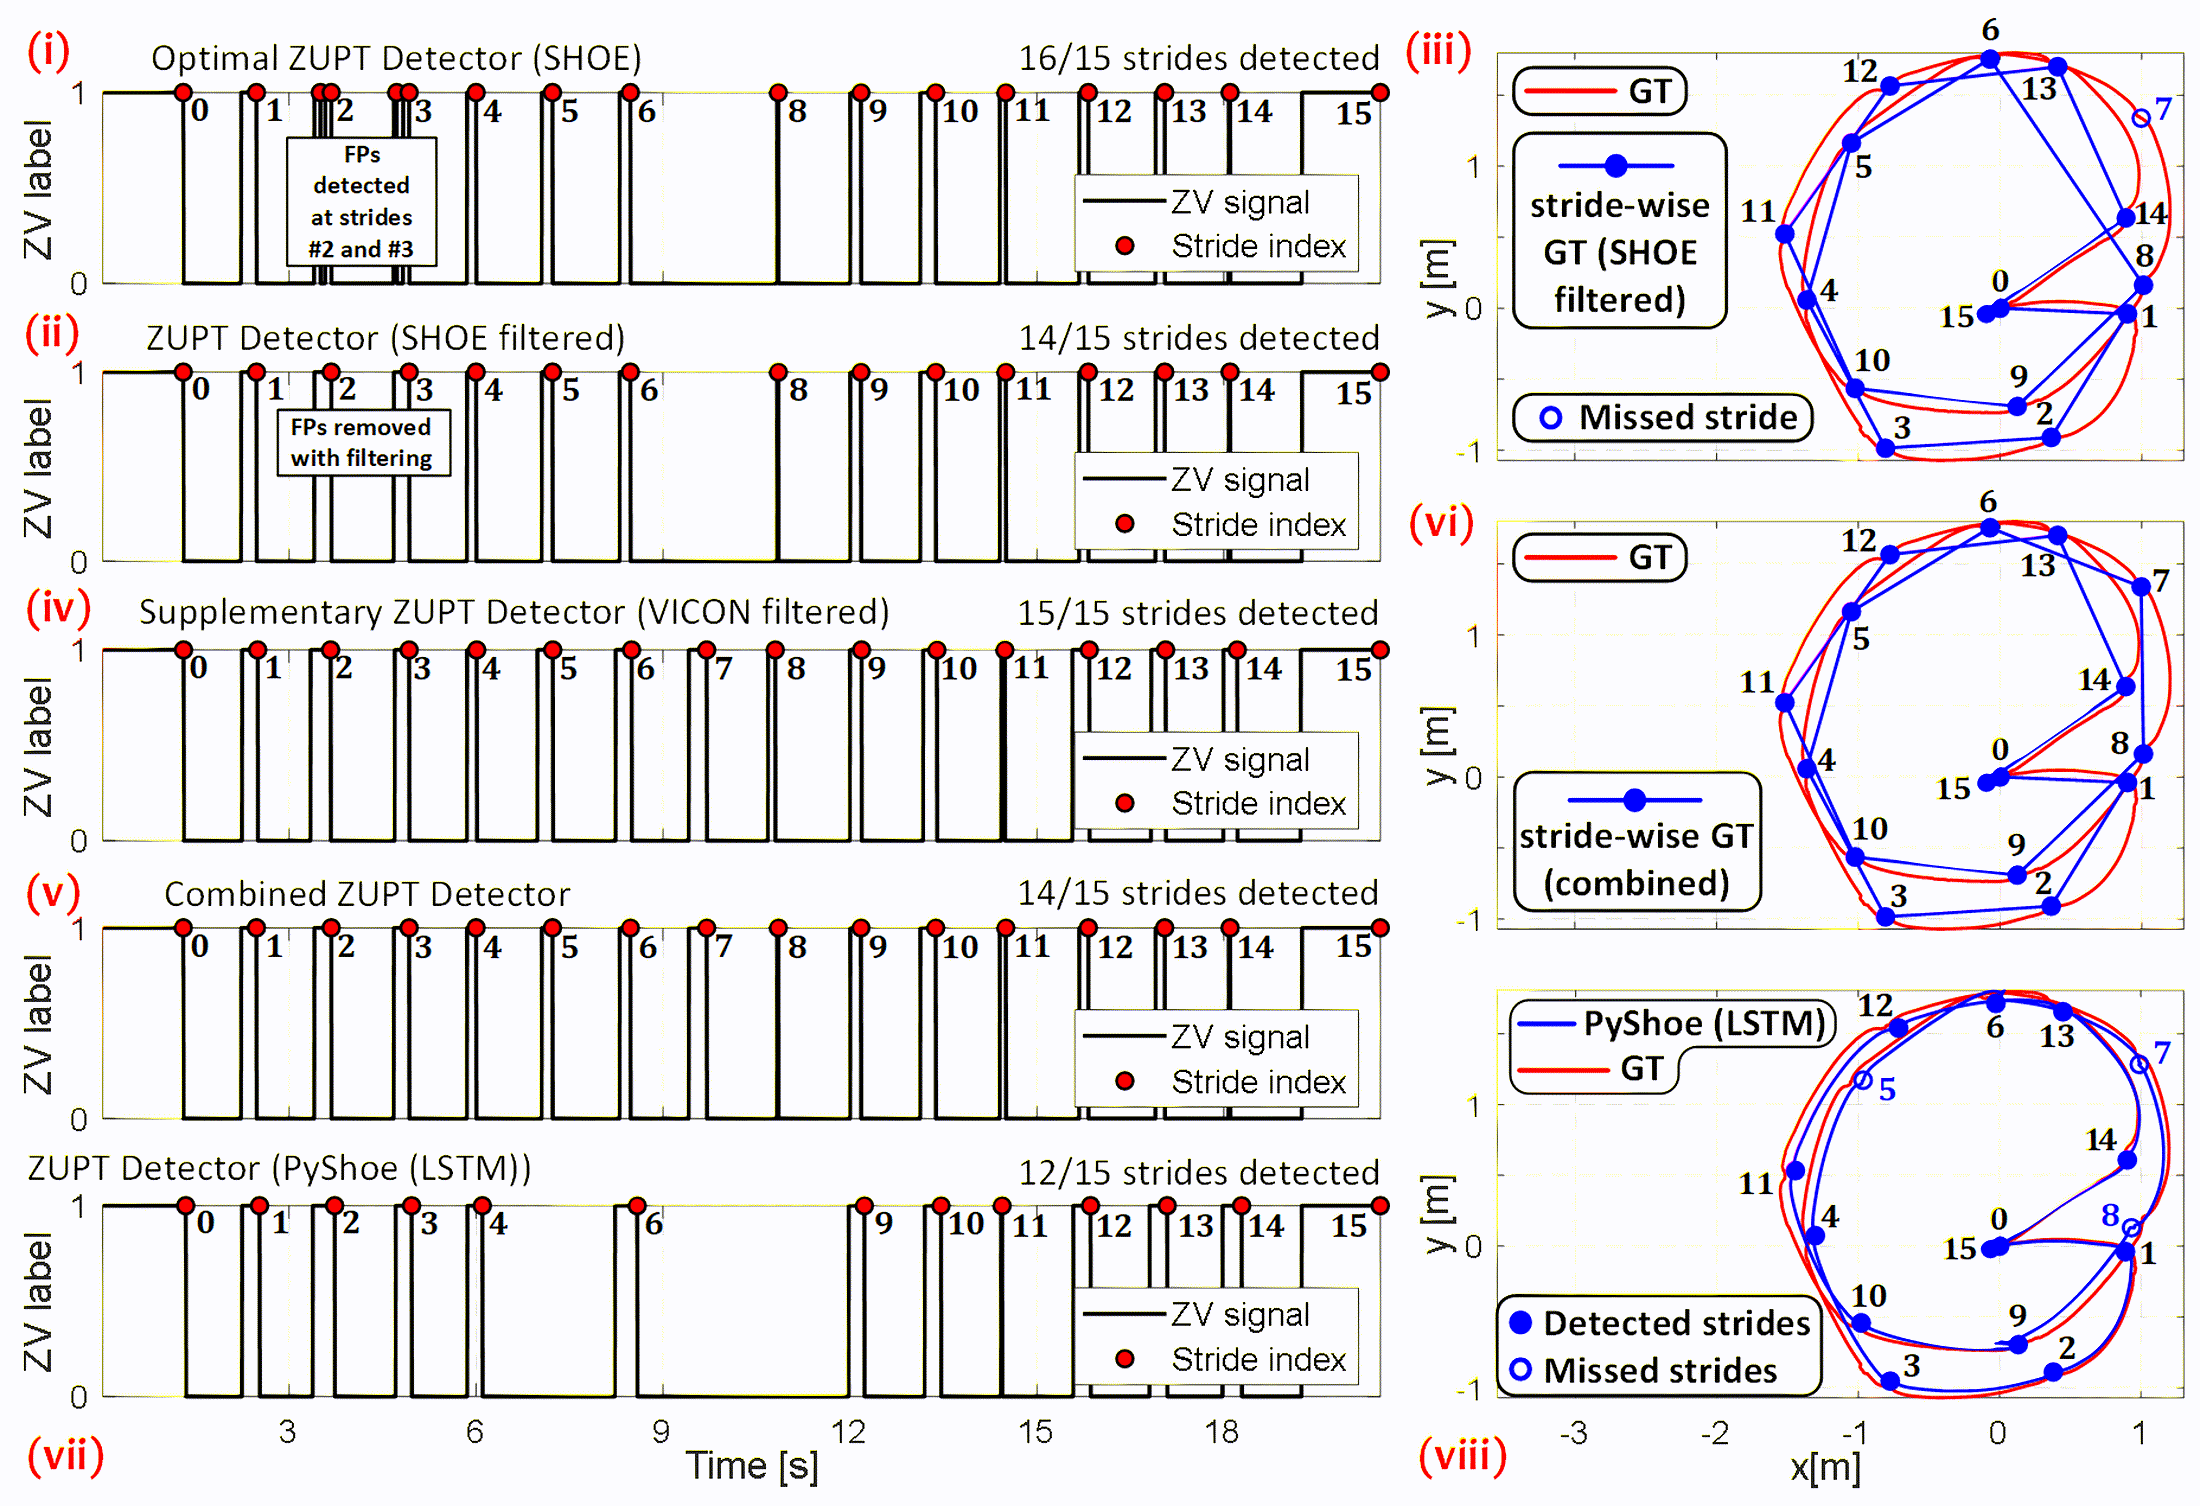 (i)
Optimal ZUPT Detector (SHOE)
16/15 strides detected
ZV label
1
0
0 1 2 3 4 5 6 8 9 10 11 12 13 14 15
FPs
detected
at strides
#2 and #3
ZV signal
Stride index
(ii)
ZUPT Detector (SHOE filtered)
14/15 strides detected
ZV label
1
0
0 1 2 3 4 5 6 8 9 10 11 12 13 14 15
FPs removed
with filtering
ZV signal
Stride index
(iii)
GT
stride-wise
GT (SHOE
filtered)
Missed stride
y [m]
1
0
-1
6
12
13
7
5
11
14
8
4
0
15
1
10
9
2
3
(iv)
Supplementary ZUPT Detector (VICON filtered)
15/15 strides detected
ZV label
1
0
0 1 2 3 4 5 6 7 8 9 10 11 12 13 14 15
ZV signal
Stride index
(v)
Combined ZUPT Detector
14/15 strides detected
ZV label
1
0
0 1 2 3 4 5 6 7 8 9 10 11 12 13 14 15
ZV signal
Stride index
(vi)
GT
stride-wise GT
(combined)
y [m]
1
0
-1
6
12
13
7
5
11
14
8
4
0
15
1
10
9
2
3
ZUPT Detector (PyShoe (LSTM))
12/15 strides detected
ZV label
1
0
0 1 2 3 4 6 9 10 11 12 13 14 15
ZV signal
Stride index
3 6 9 12 15 18
Time [s]
(vii)
PyShoe (LSTM)
GT
Detected strides
Missed strides
y [m]
1
0
-1
12
6
13
7
5
14
11
4
8
0
15
1
10
9
2
3
-3 -2 -1 0 1
x[m]
(viii)